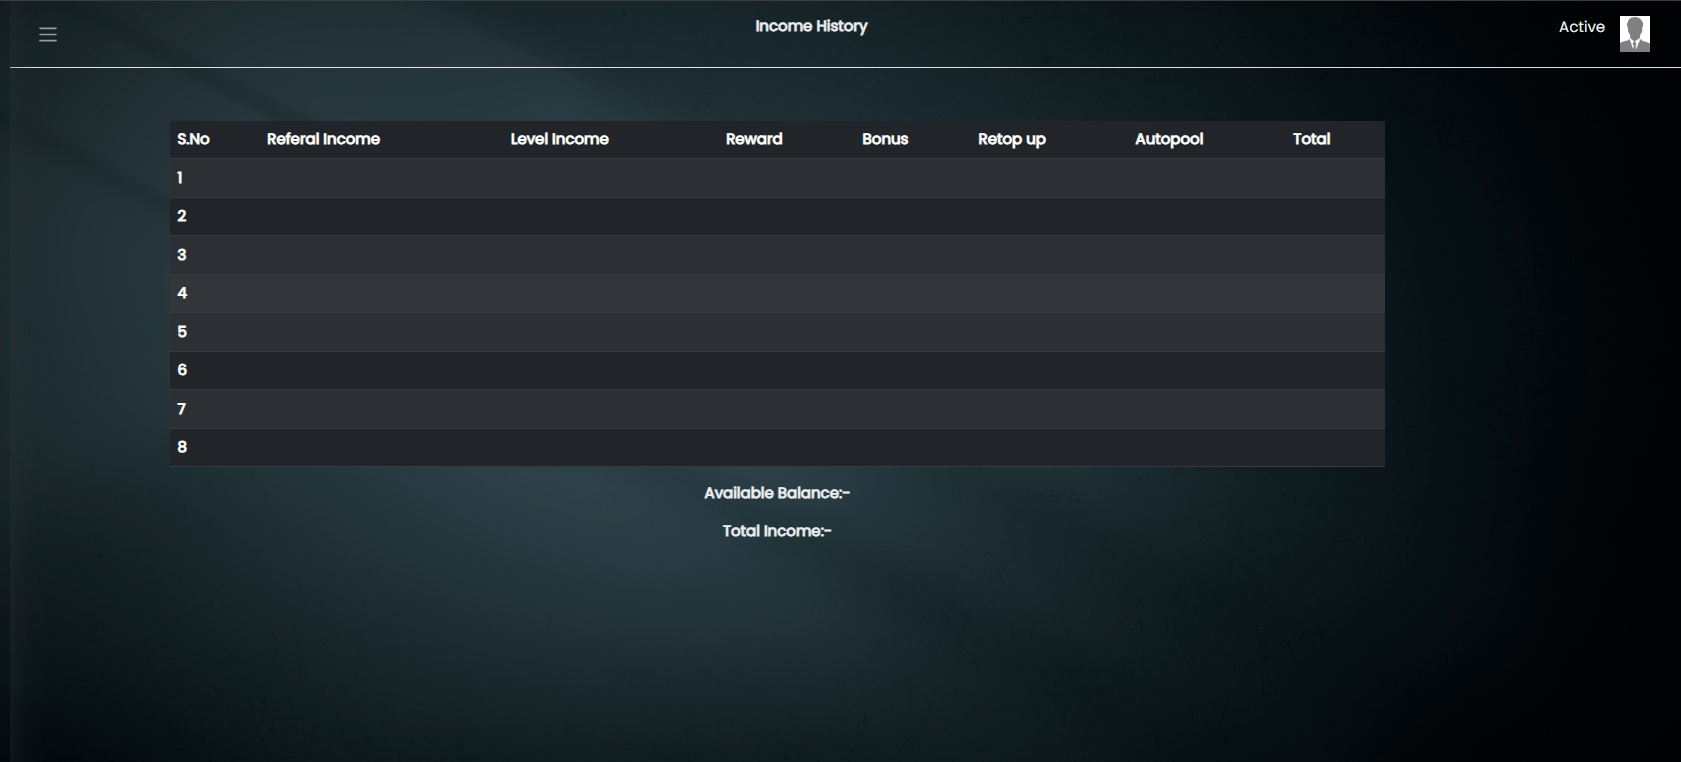 Income History
Active
S.No Referal Income Level Income Reward Bonus Retop up Autopool Total
1
2
3
4
5
6
7
8
Available Balance:-
Total Income:-